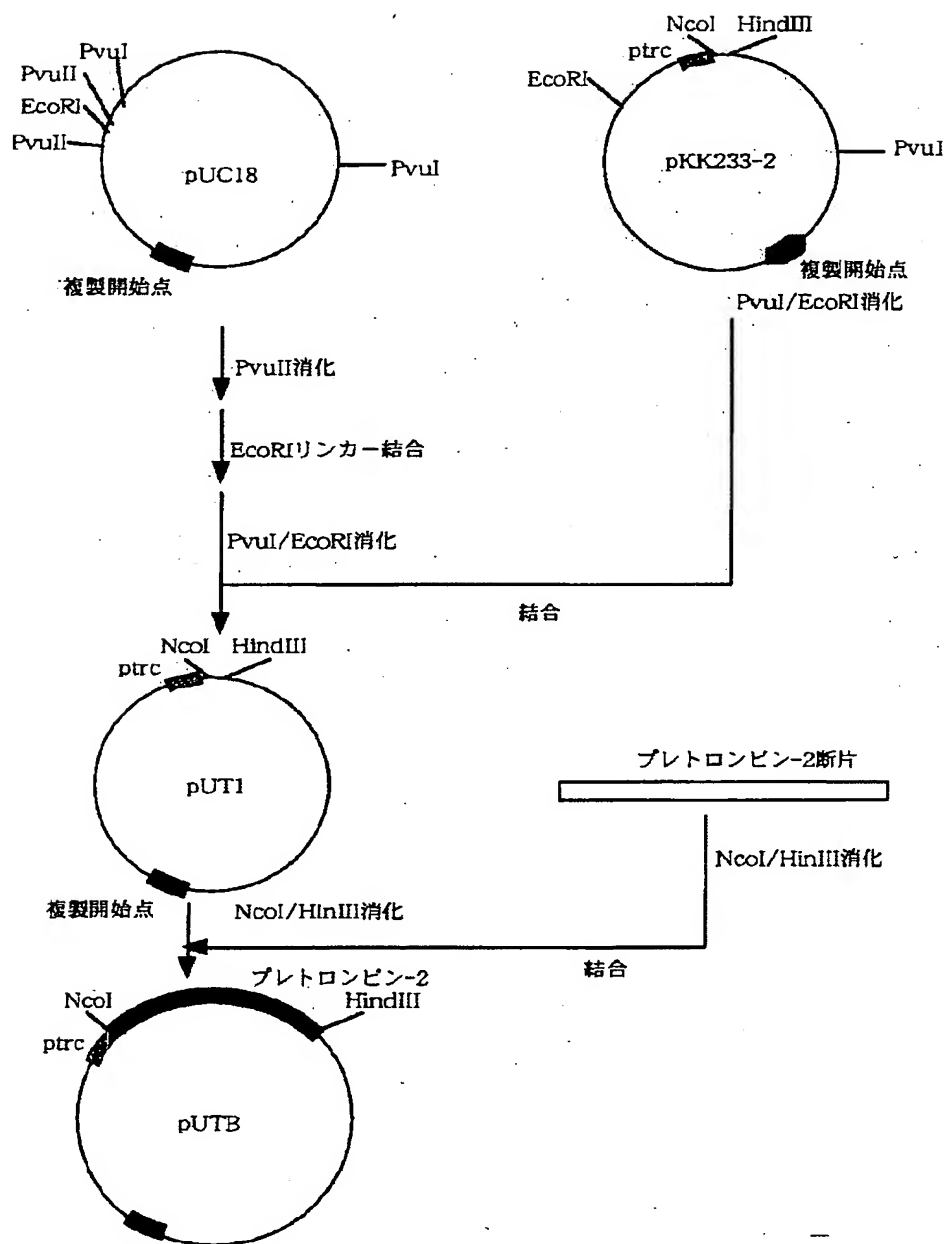 PvuI
PvuII
EcoRI
PvuII
pUC18
PvuI
複製開始点
NcoI HindIII
ptrc
EcoRI
pKK233-2
PvuI
複製開始点
PvuI/EcoRI消化
PvuII消化
EcoRIリンカー結合
PvuI/EcoRI消化
結合
NcoI HindIII
ptrc
pUT1
複製開始点
プレトロンビン-2断片
NcoI/HinIII消化
NcoI/HinIII消化
結合
プレトロンビン-2
NcoI
HindIII
ptrc
pUTB